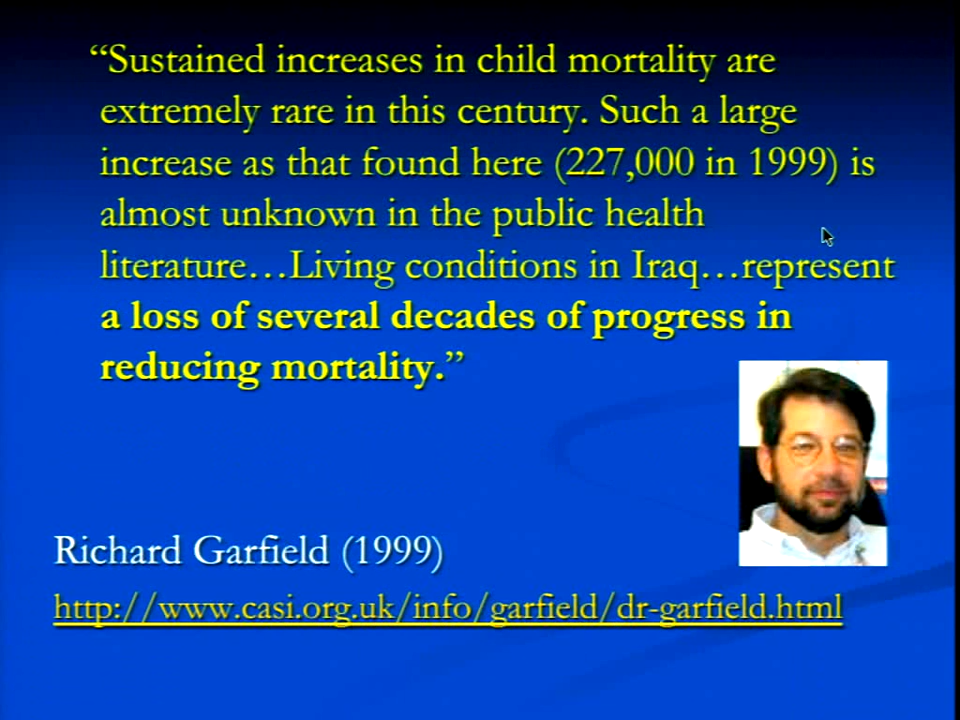 “Sustained increases in child mortality are
extremely rare in this century. Such a large
increase as that found here (227,000 in 1999) is
almost unknown in the public health
literature…Living conditions in Iraq…represent
a loss of several decades of progress in
reducing mortality.”
Richard Garfield (1999)
http://www.casi.org.uk/info/garfield/dr-garfield.html